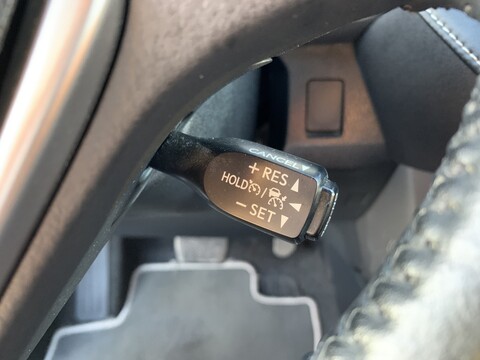 CANCEL
+ RES ▲
HOLD / ◀
− SET ▼